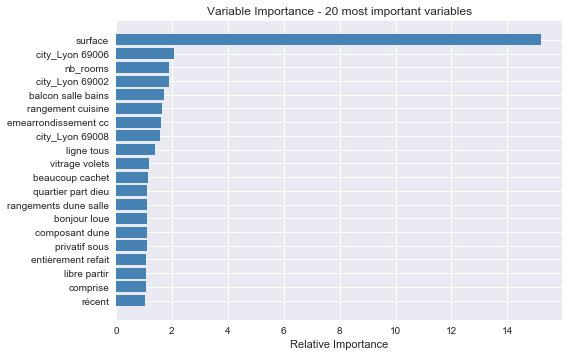 Variable Importance - 20 most important variables
surface
city_Lyon 69006
nb_rooms
city_Lyon 69002
balcon salle bains
rangement cuisine
emearrondissement cc
city_Lyon 69008
ligne tous
vitrage volets
beaucoup cachet
quartier part dieu
rangements dune salle
bonjour loue
composant dune
privatif sous
entièrement refait
libre partir
comprise
récent
0 2 4 6 8 10 12 14
Relative Importance